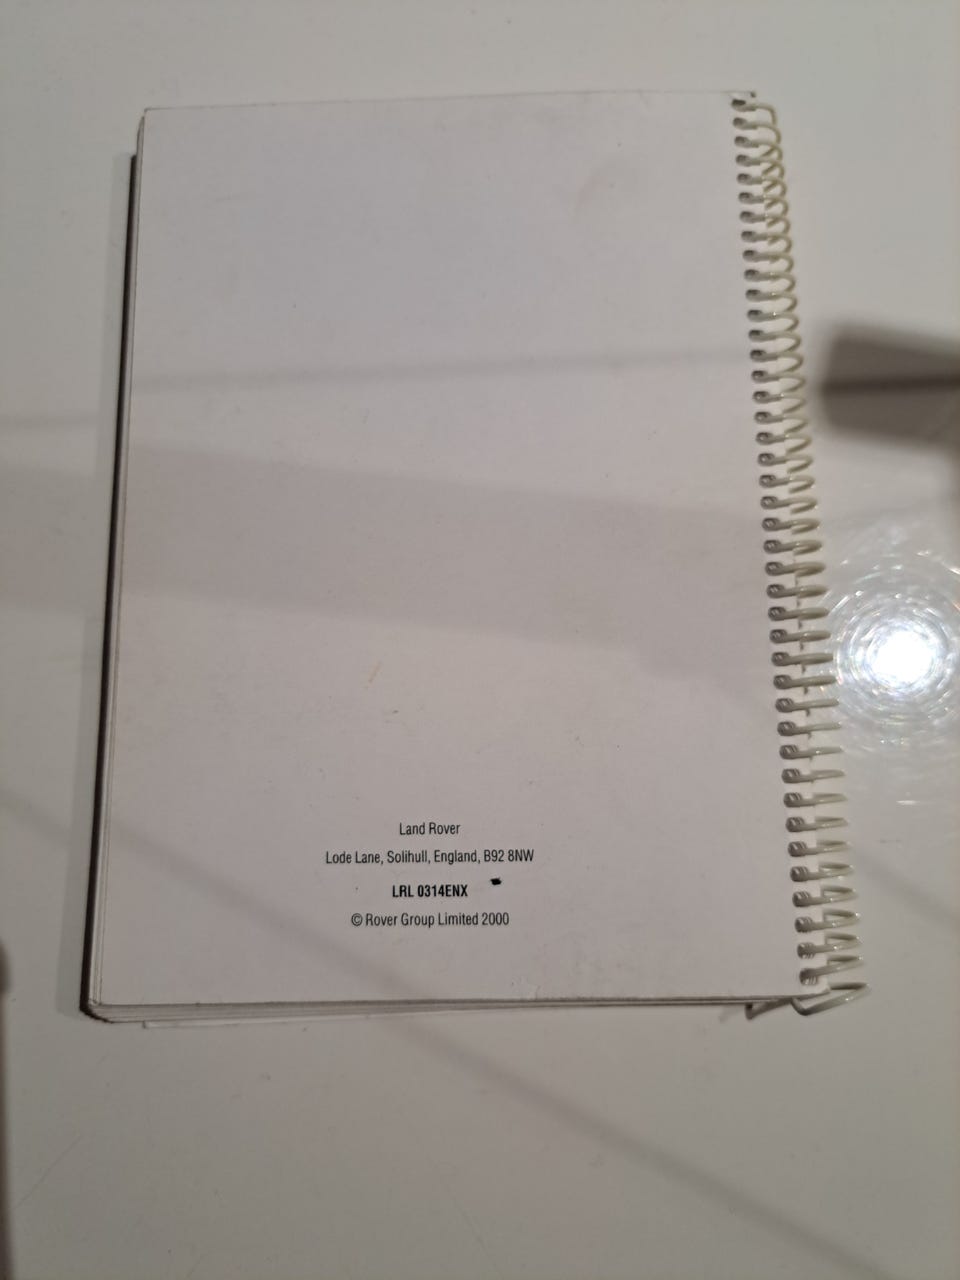 Land Rover
Lode Lane, Solihull, England, B92 8NW
LRL 0314ENX
© Rover Group Limited 2000